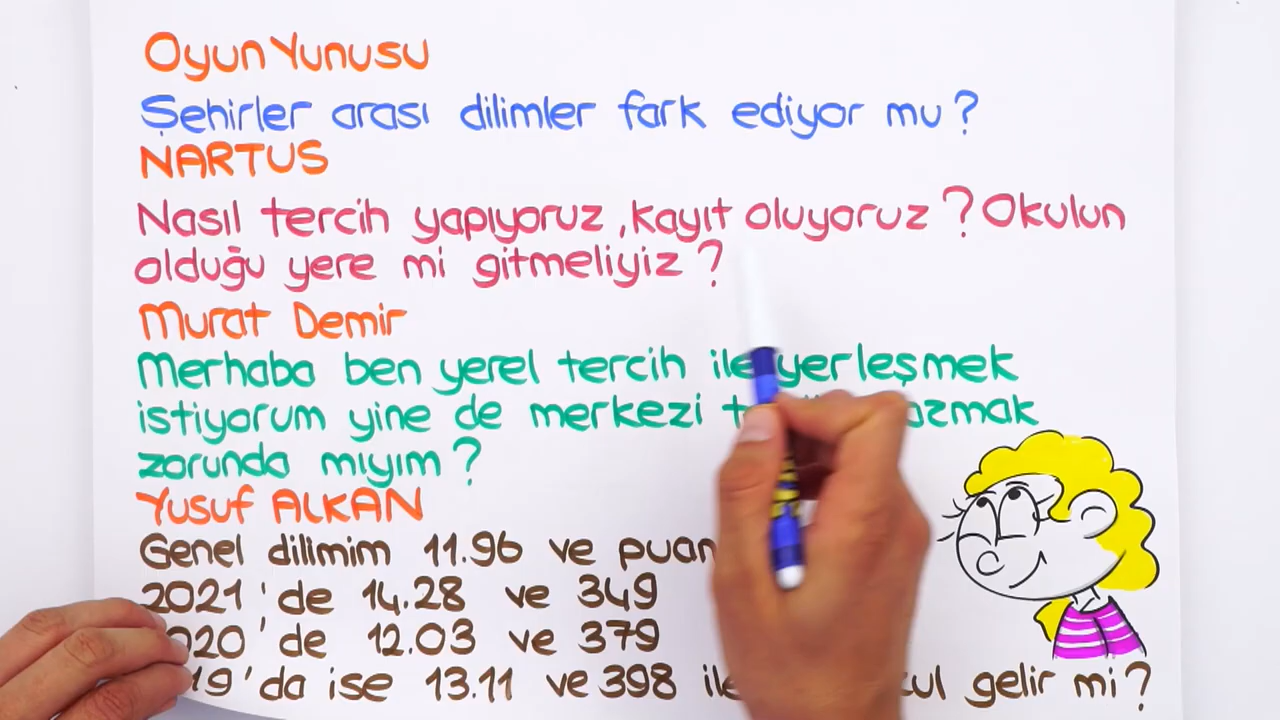 Oyun Yunusu
Şehirler arası dilimler fark ediyor mu?
NARTUS
Nasıl tercih yapıyoruz, kayıt oluyoruz? Okulun
olduğu yere mi gitmeliyiz?
Murat Demir
Merhaba ben yerel tercih ile yerleşmek
istiyorum yine de merkezi
zorunda mıyım?
Yusuf ALKAN
Genel dilimim 11.96 ve puan
2021'de 14.28 ve 349
'de 12.03 ve 379
'da ise 13.11 ve 398 gelir mi?